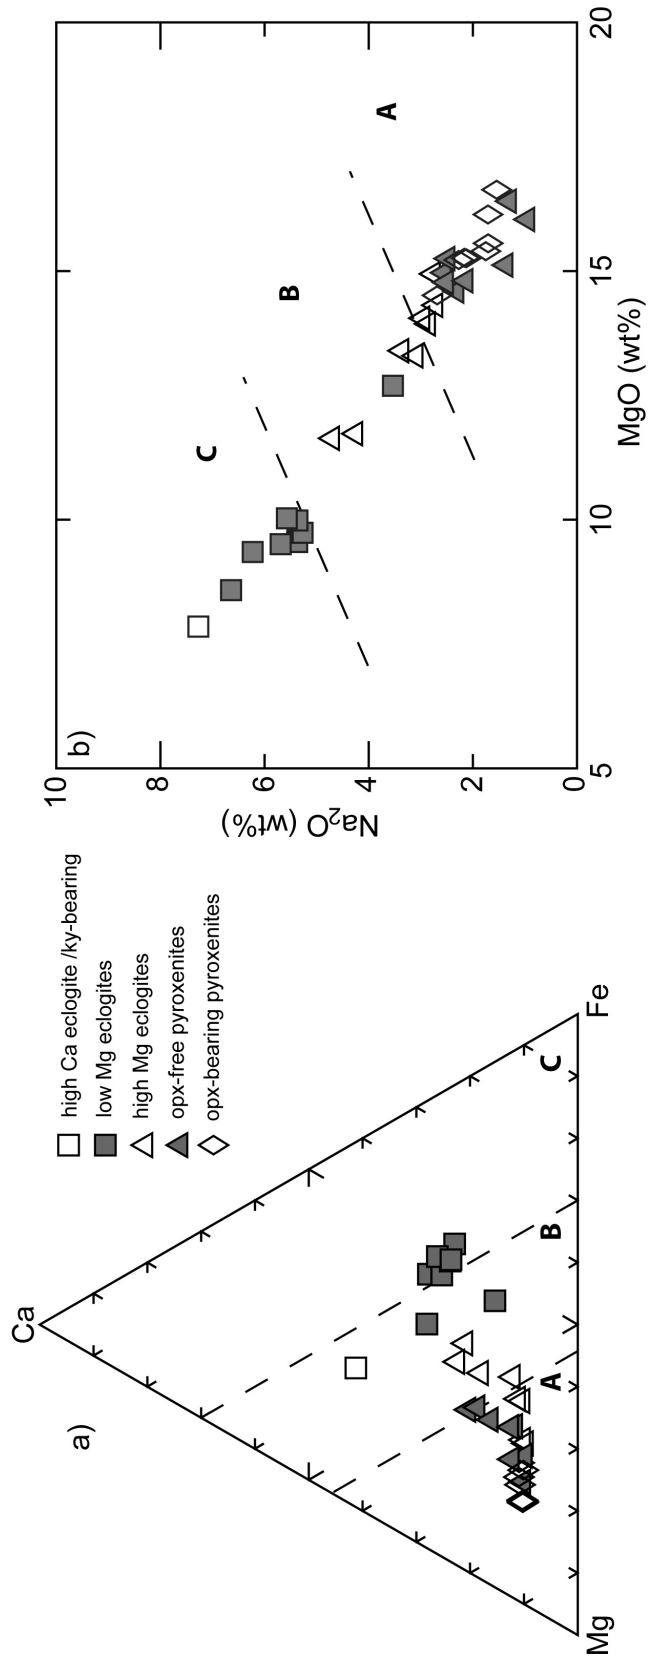 a)
Ca
Mg
Fe
A
B
C
high Ca eclogite /ky-bearing
low Mg eclogites
high Mg eclogites
opx-free pyroxenites
opx-bearing pyroxenites
b)
10
8
6
4
2
0
Na₂O (wt%)
C
B
A
5
10
15
20
MgO (wt%)